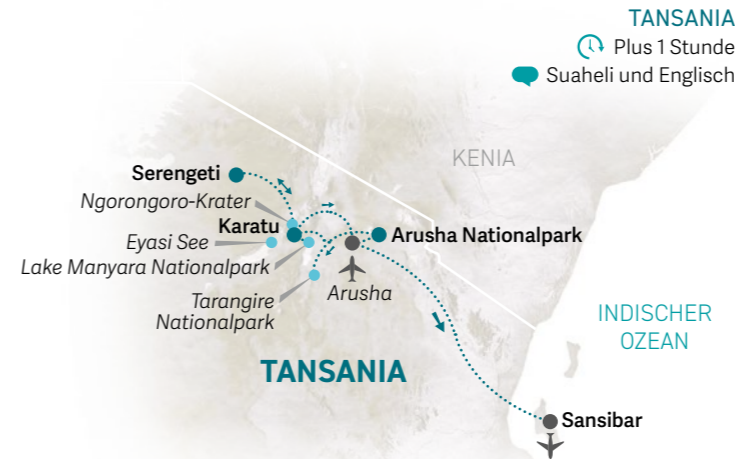 TANSANIA
Plus 1 Stunde
Suaheli und Englisch
KENIA
Serengeti
Ngorongoro-Krater
Karatu
Arusha Nationalpark
Eyasi See
Lake Manyara Nationalpark
Arusha
Tarangire
Nationalpark
INDISCHER
OZEAN
TANSANIA
Sansibar